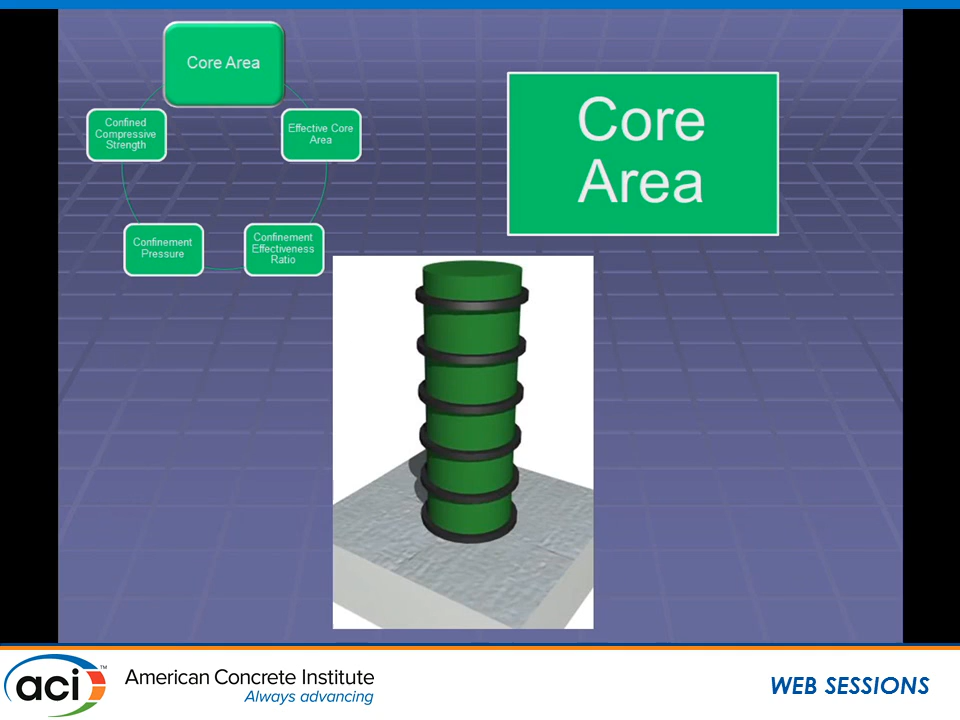 Core Area
Confined
Compressive
Strength
Effective Core
Area
Confinement
Pressure
Confinement
Effectiveness
Ratio
Core
Area
aci™
American Concrete Institute
Always advancing
WEB SESSIONS